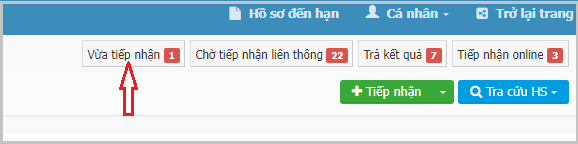 Hồ sơ đến hạn Cá nhân Trở lại trang
Vừa tiếp nhận 1 Chờ tiếp nhận liên thông 22 Trả kết quả 7 Tiếp nhận online 3
Tiếp nhận Tra cứu HS